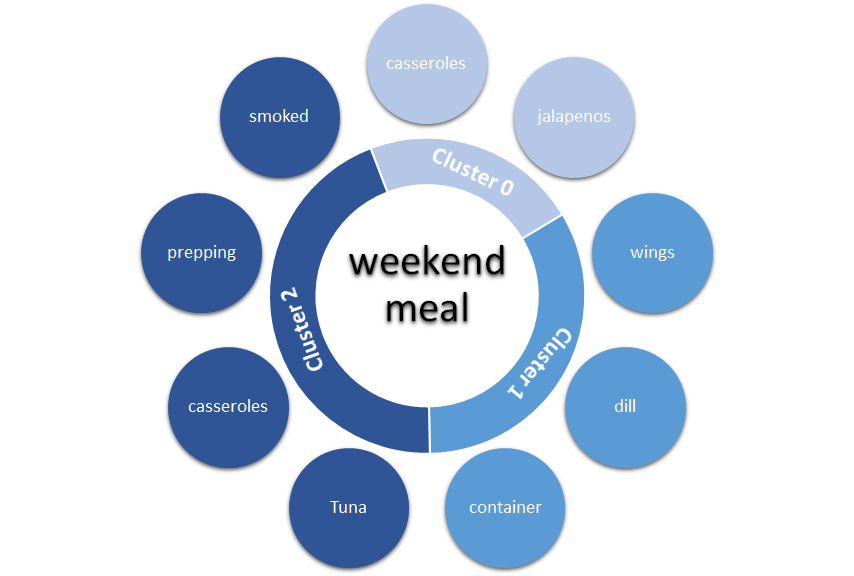 casseroles
smoked
jalapenos
Cluster 0
prepping
wings
weekend
meal
Cluster 2
Cluster 1
casseroles
dill
Tuna
container